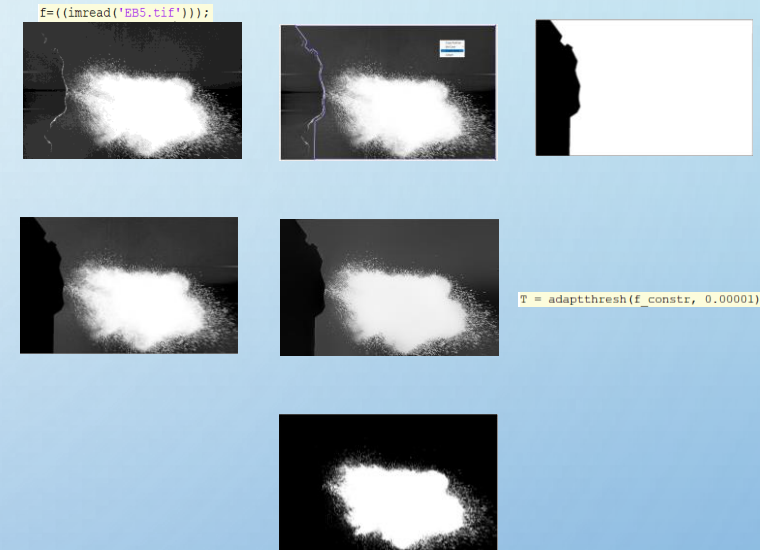 f=((imread('EB5.tif')));
T = adaptthresh(f_constr, 0.00001)